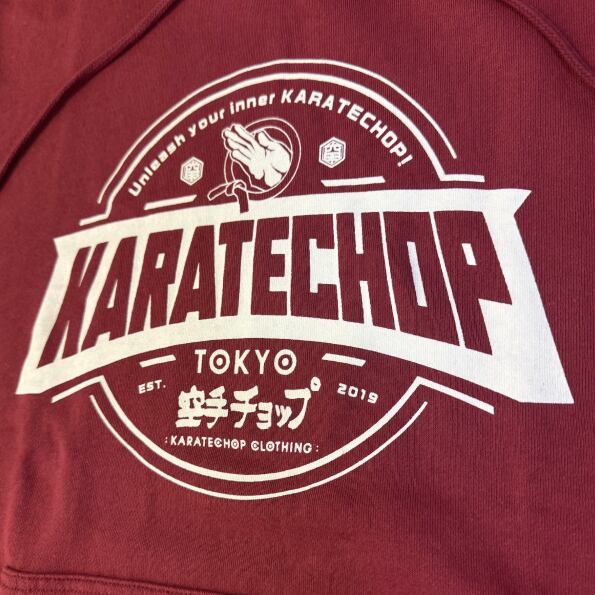 Unleash your inner KARATECHOP!
KARATECHOP
TOKYO
EST. 2019
空手チョップ
: KARATECHOP CLOTHING :